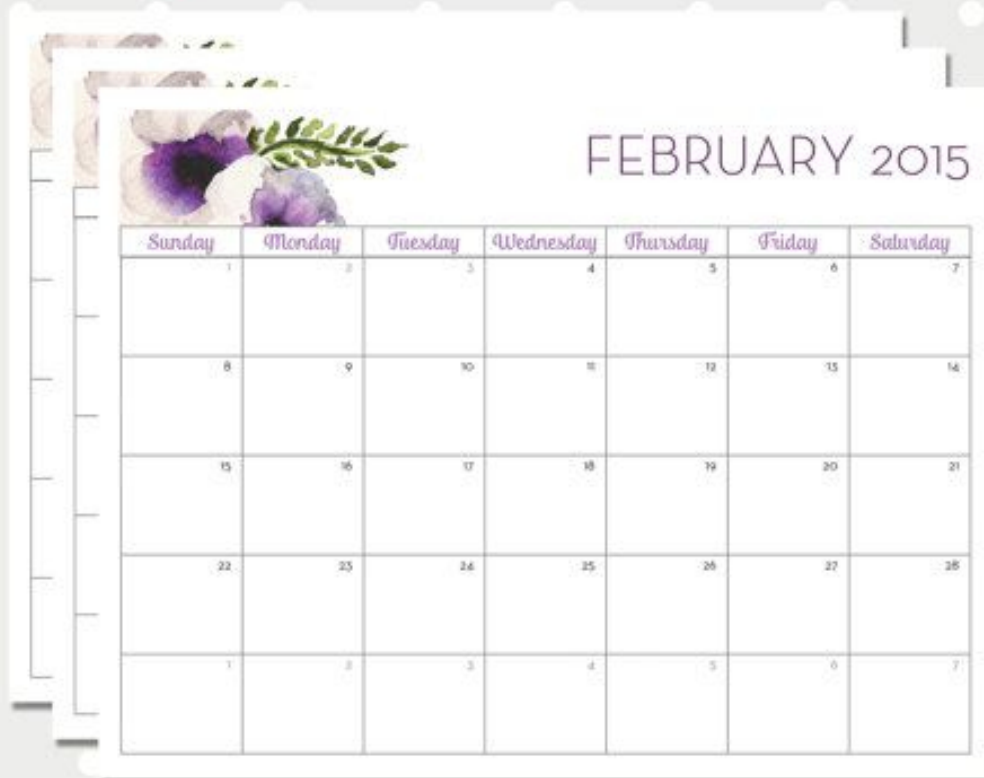 FEBRUARY 2015
Sunday Monday Tuesday Wednesday Thursday Friday Saturday
1 2 3 4 5 6 7
8 9 10 11 12 13 14
15 16 17 18 19 20 21
22 23 24 25 26 27 28
1 2 3 4 5 6 7